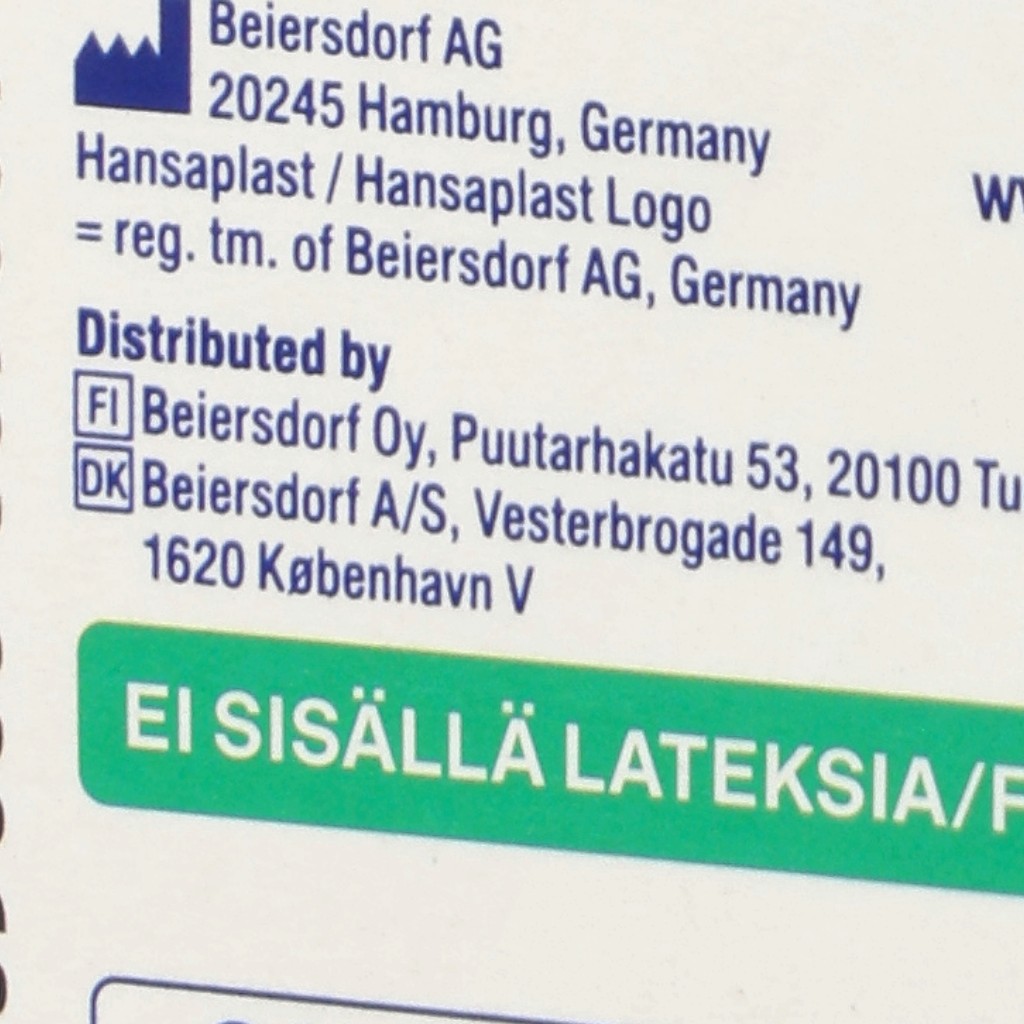 Beiersdorf AG
20245 Hamburg, Germany
Hansaplast / Hansaplast Logo
= reg. tm. of Beiersdorf AG, Germany
Distributed by
FI Beiersdorf Oy, Puutarhakatu 53, 20100 Tu
DK Beiersdorf A/S, Vesterbrogade 149,
1620 København V
EI SISÄLLÄ LATEKSIA/F